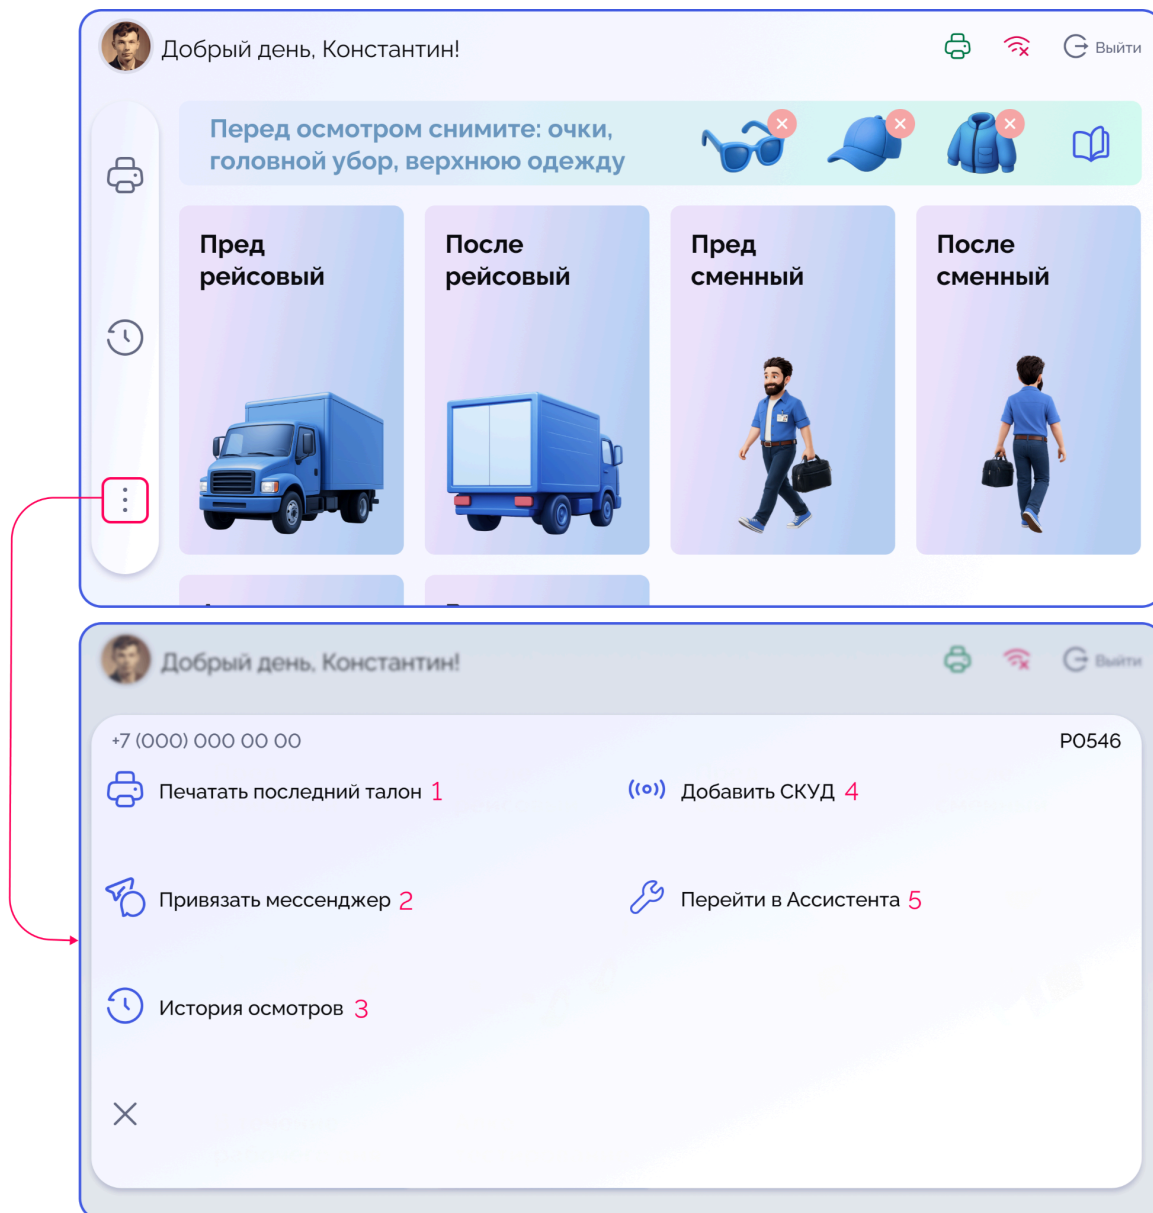 Добрый день, Константин!
Выйти
Перед осмотром снимите: очки,
головной убор, верхнюю одежду
Пред
рейсовый
После
рейсовый
Пред
сменный
После
сменный
Добрый день, Константин!
Выйти
+7 (000) 000 00 00
P0546
Печатать последний талон 1
Добавить СКУД 4
Привязать мессенджер 2
Перейти в Ассистента 5
История осмотров 3